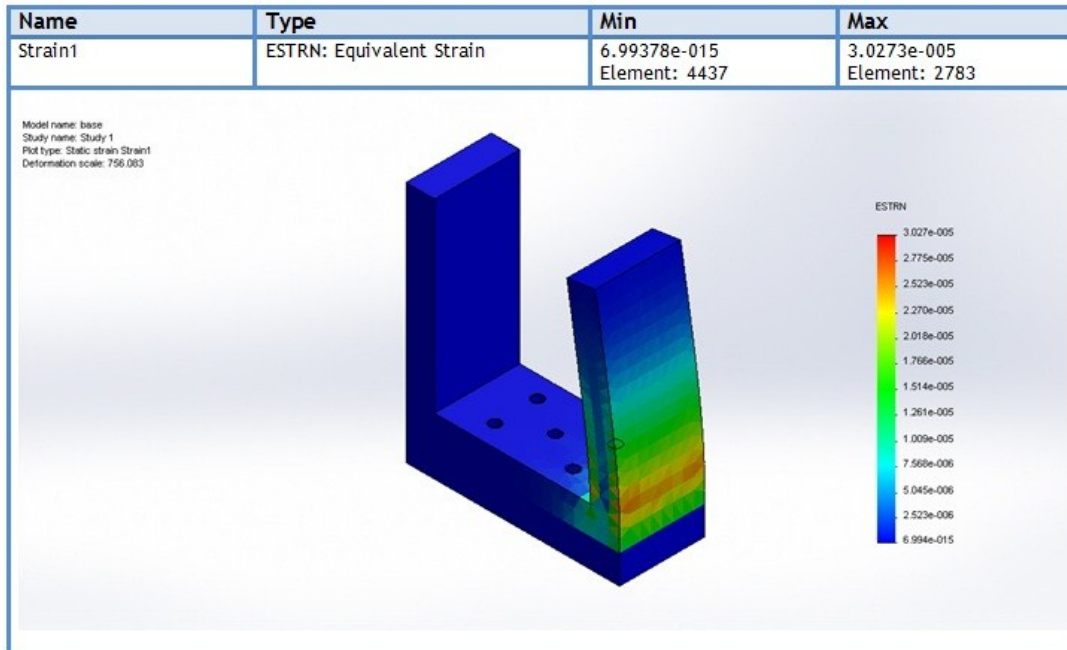 Name Type Min Max
Strain1 ESTRN: Equivalent Strain 6.99378e-015 3.0273e-005
Element: 4437 Element: 2783
Model name: base
Study name: Study 1
Plot type: Static strain Strain1
Deformation scale: 756.083
ESTRN
3.027e-005
2.775e-005
2.523e-005
2.270e-005
2.018e-005
1.766e-005
1.514e-005
1.261e-005
1.009e-005
7.568e-006
5.045e-006
2.523e-006
6.994e-015